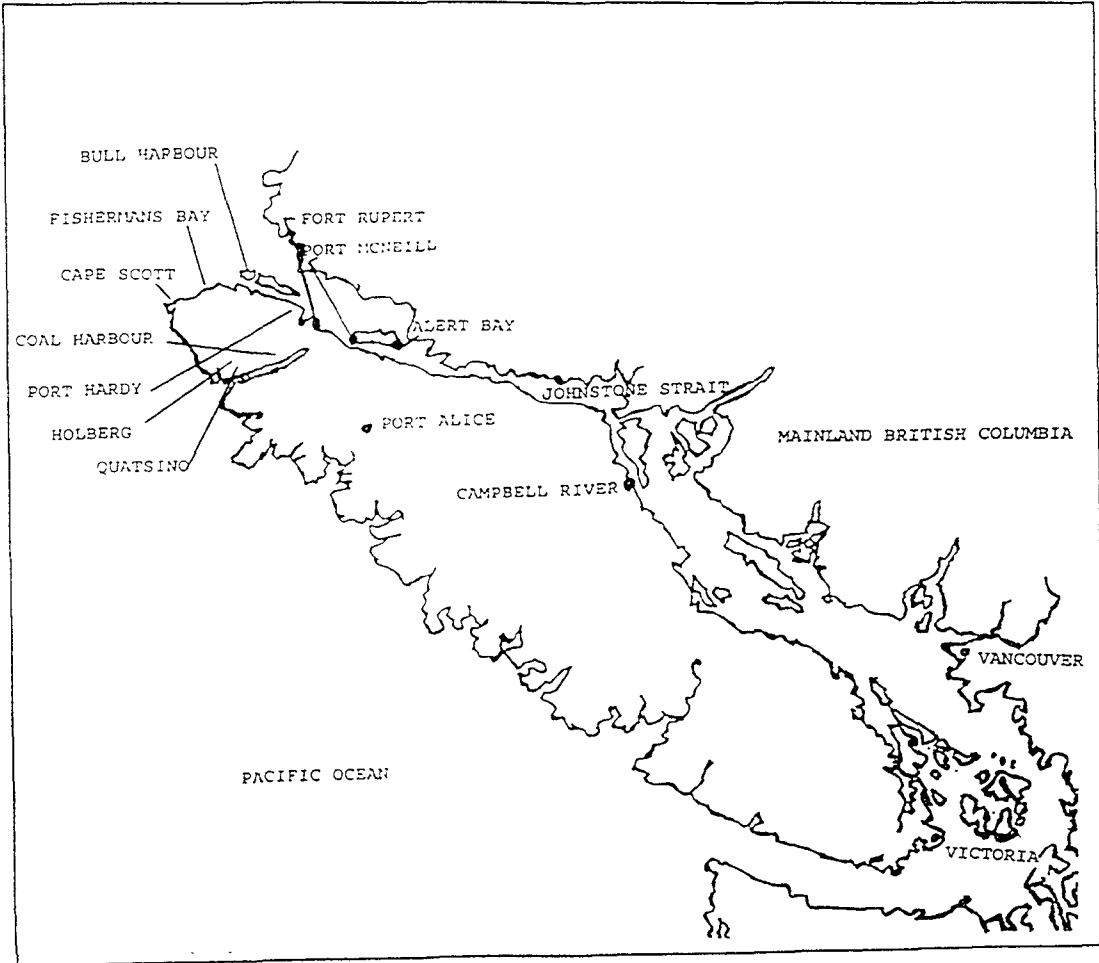 BULL HARBOUR
FISHERMANS BAY
FORT RUPERT
PORT MCNEILL
CAPE SCOTT
ALERT BAY
COAL HARBOUR
PORT HARDY
JOHNSTONE STRAIT
HOLBERG
PORT ALICE
MAINLAND BRITISH COLUMBIA
QUATSINO
CAMPBELL RIVER
VANCOUVER
PACIFIC OCEAN
VICTORIA